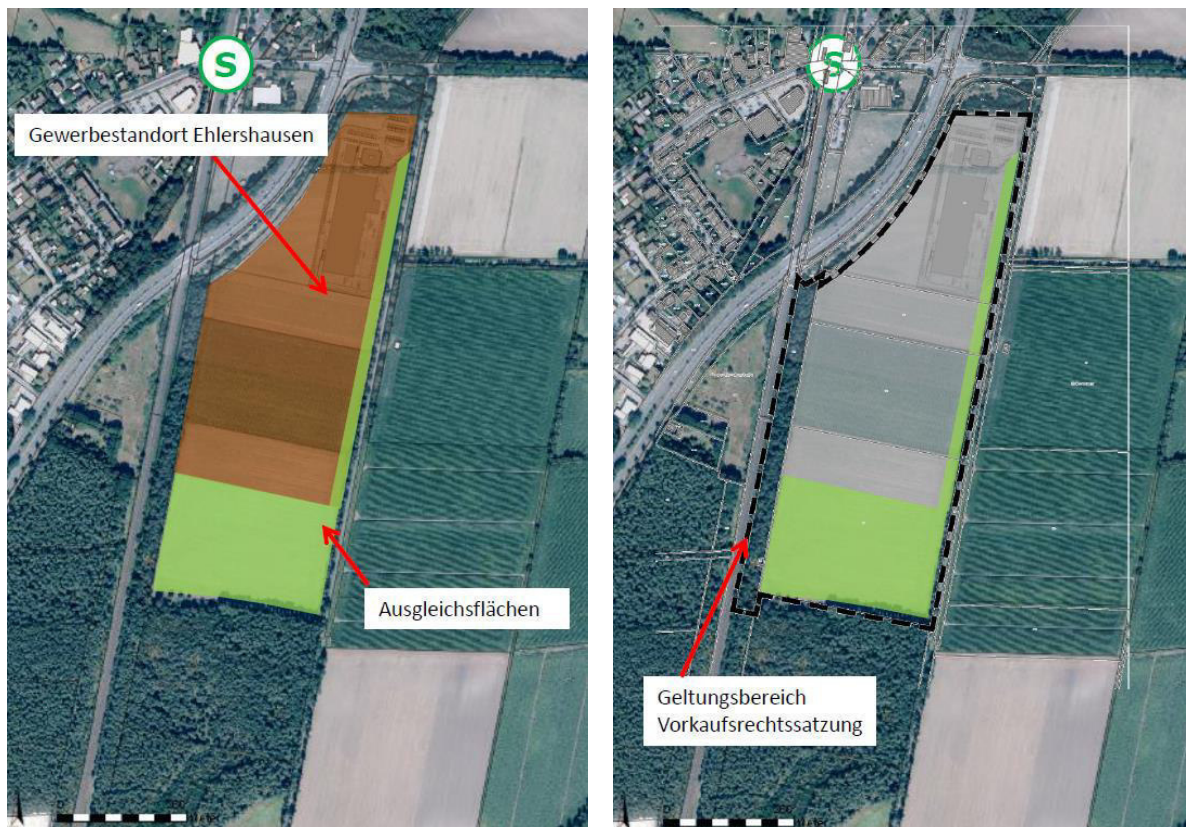 S
Gewerbestandort Ehlershausen
Ausgleichsflächen
S
Geltungsbereich
Vorkaufsrechtssatzung